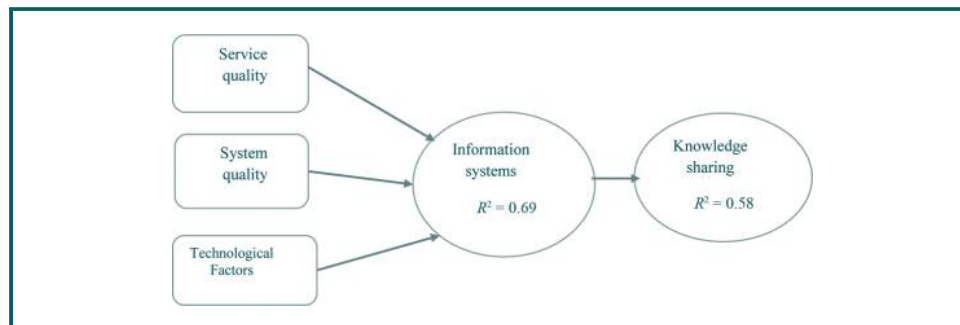 Service
quality
System
quality
Technological
Factors
Information
systems
R² = 0.69
Knowledge
sharing
R² = 0.58